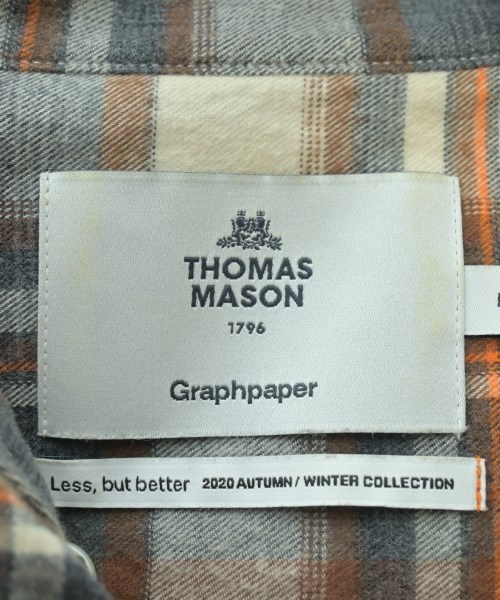 THOMAS
MASON
1796
Graphpaper
Less, but better 2020 AUTUMN / WINTER COLLECTION